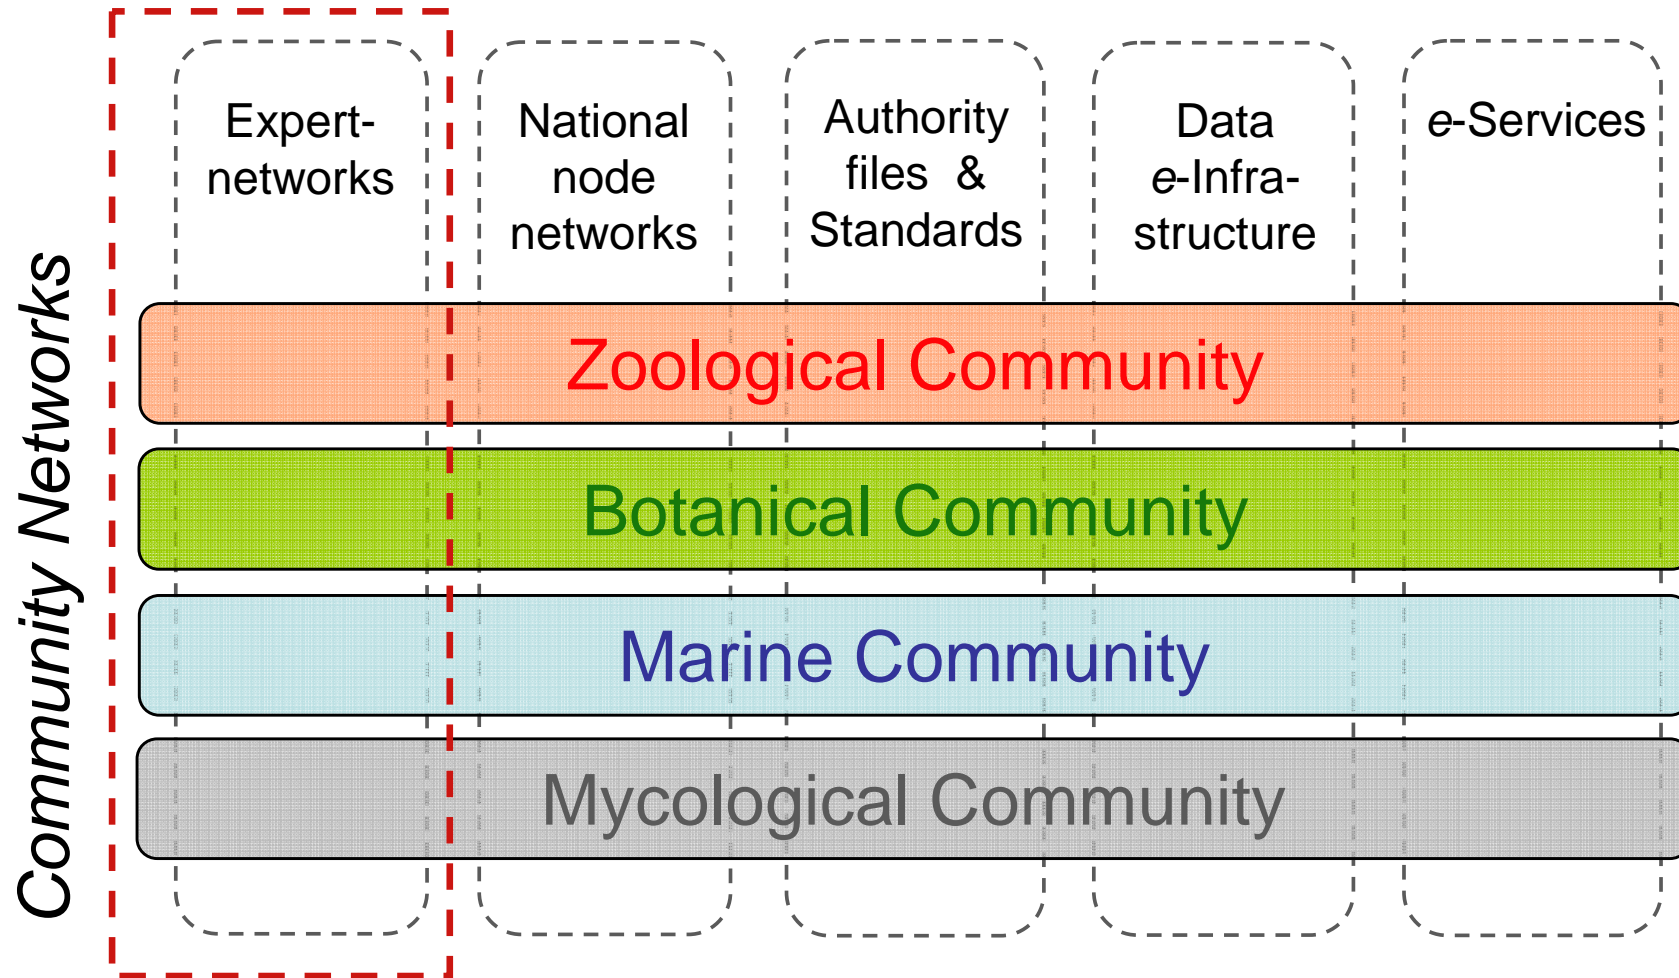 Community Networks
Expert-
networks
National
node
networks
Authority
files &
Standards
Data
e-Infra-
structure
e-Services
Zoological Community
Botanical Community
Marine Community
Mycological Community